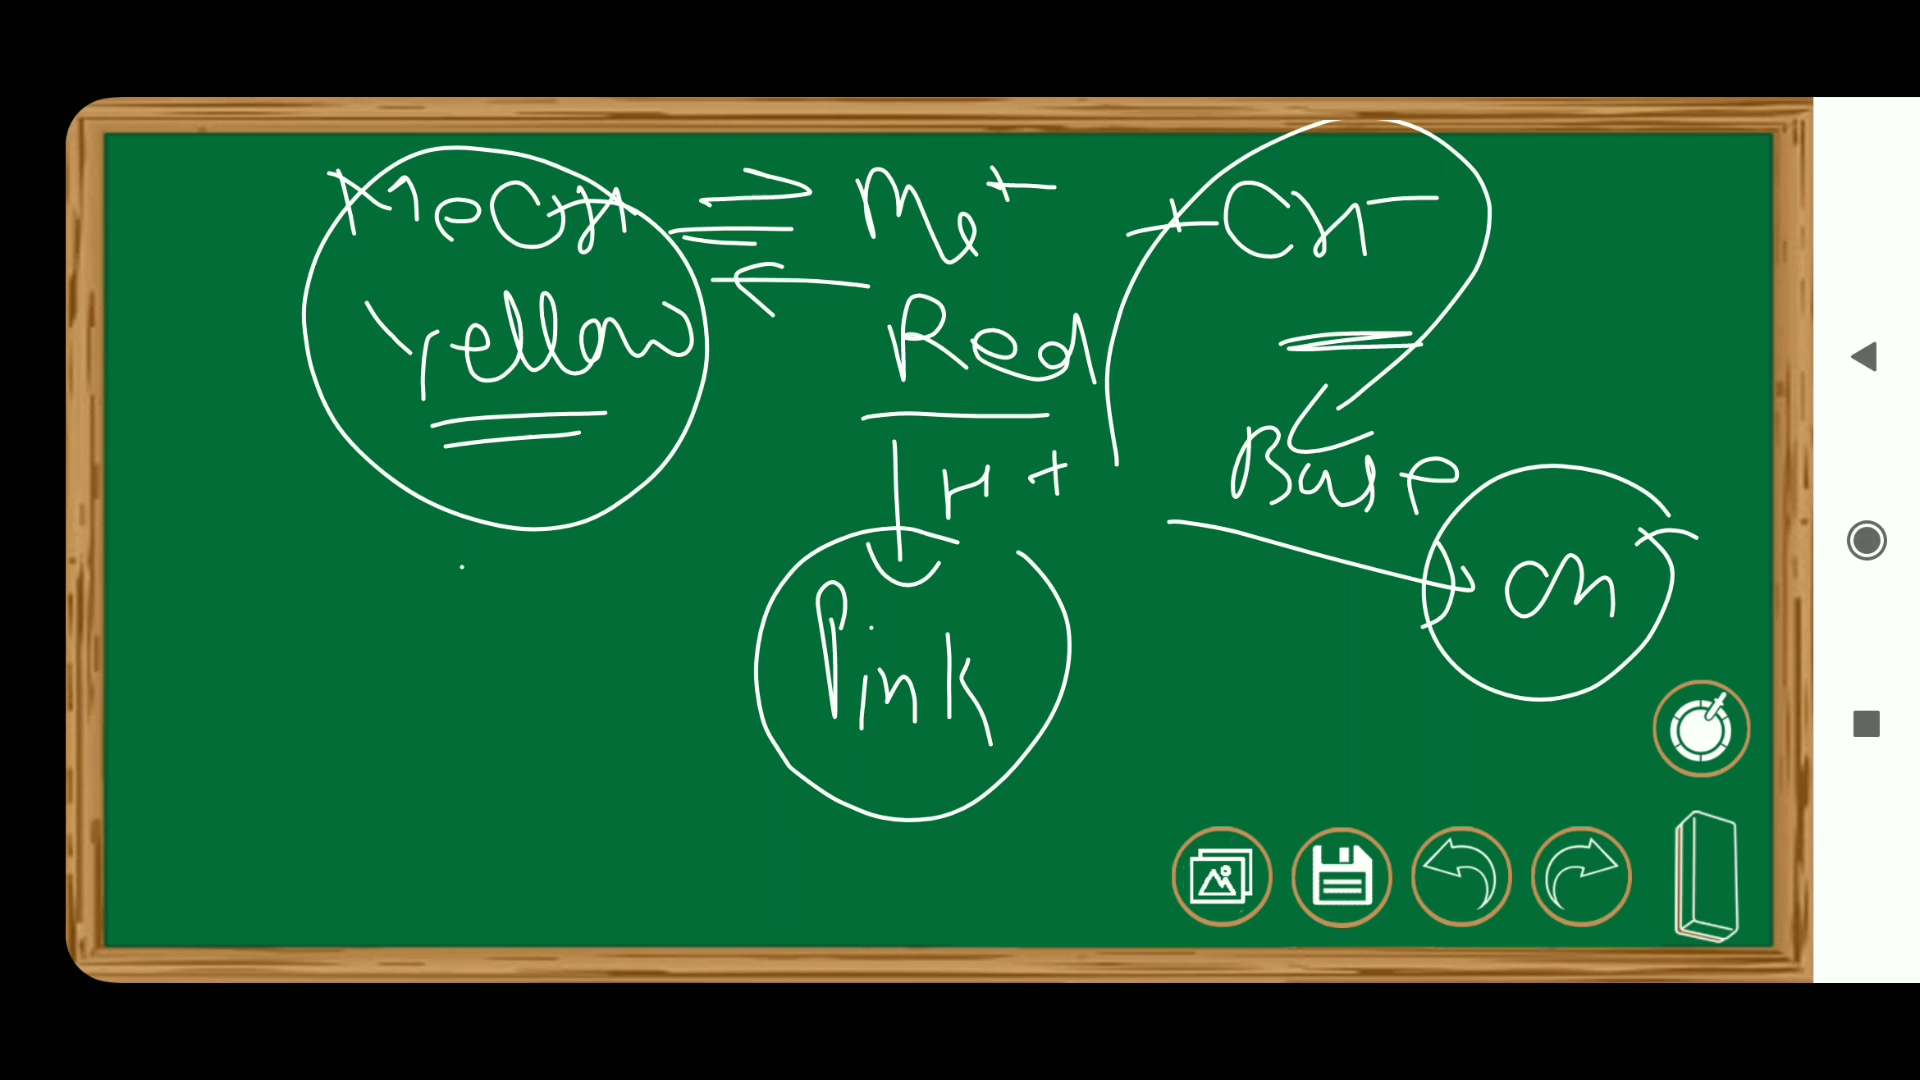 MeOH ⇌ Me+ + OH−
Yellow Red
H+ Base
Pink OH−